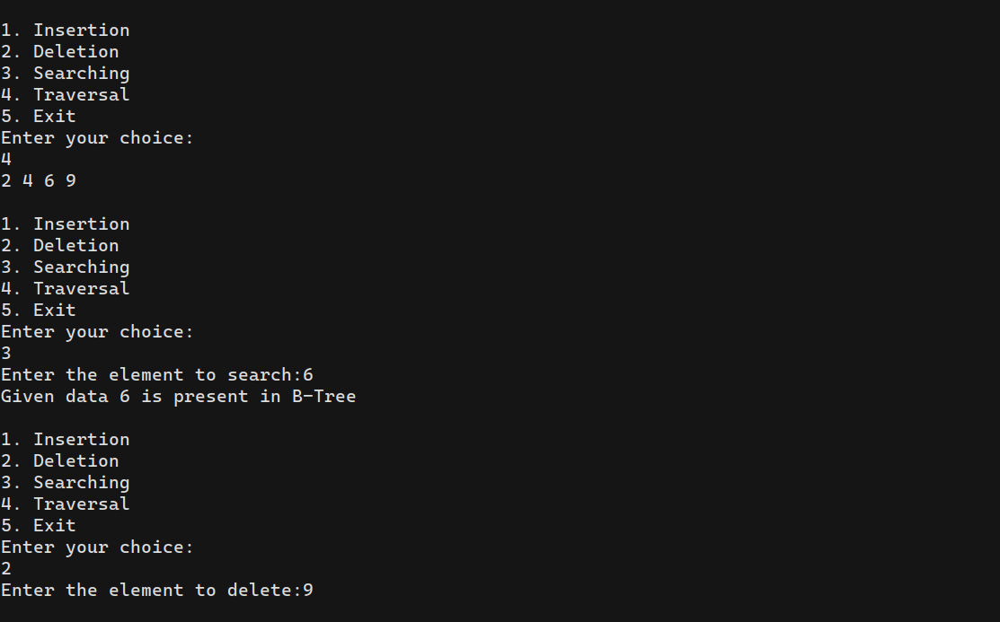 1. Insertion
2. Deletion
3. Searching
4. Traversal
5. Exit
Enter your choice:
4
2 4 6 9
1. Insertion
2. Deletion
3. Searching
4. Traversal
5. Exit
Enter your choice:
3
Enter the element to search:6
Given data 6 is present in B-Tree
1. Insertion
2. Deletion
3. Searching
4. Traversal
5. Exit
Enter your choice:
2
Enter the element to delete:9